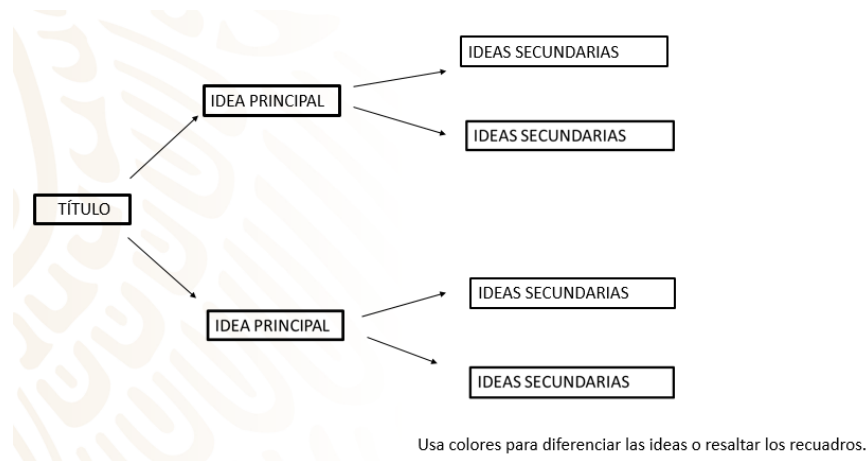 IDEAS SECUNDARIAS
IDEA PRINCIPAL
IDEAS SECUNDARIAS
TÍTULO
IDEAS SECUNDARIAS
IDEA PRINCIPAL
IDEAS SECUNDARIAS
Usa colores para diferenciar las ideas o resaltar los recuadros.